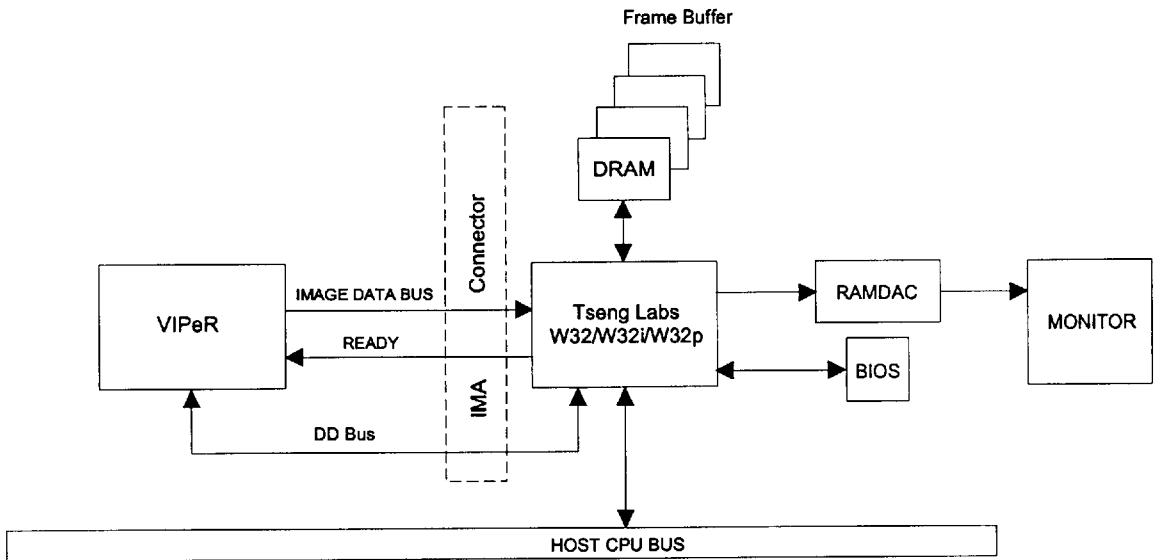 Frame Buffer
DRAM
Connector
IMA
VIPeR
IMAGE DATA BUS
READY
DD Bus
Tseng Labs
W32/W32i/W32p
RAMDAC
MONITOR
BIOS
HOST CPU BUS